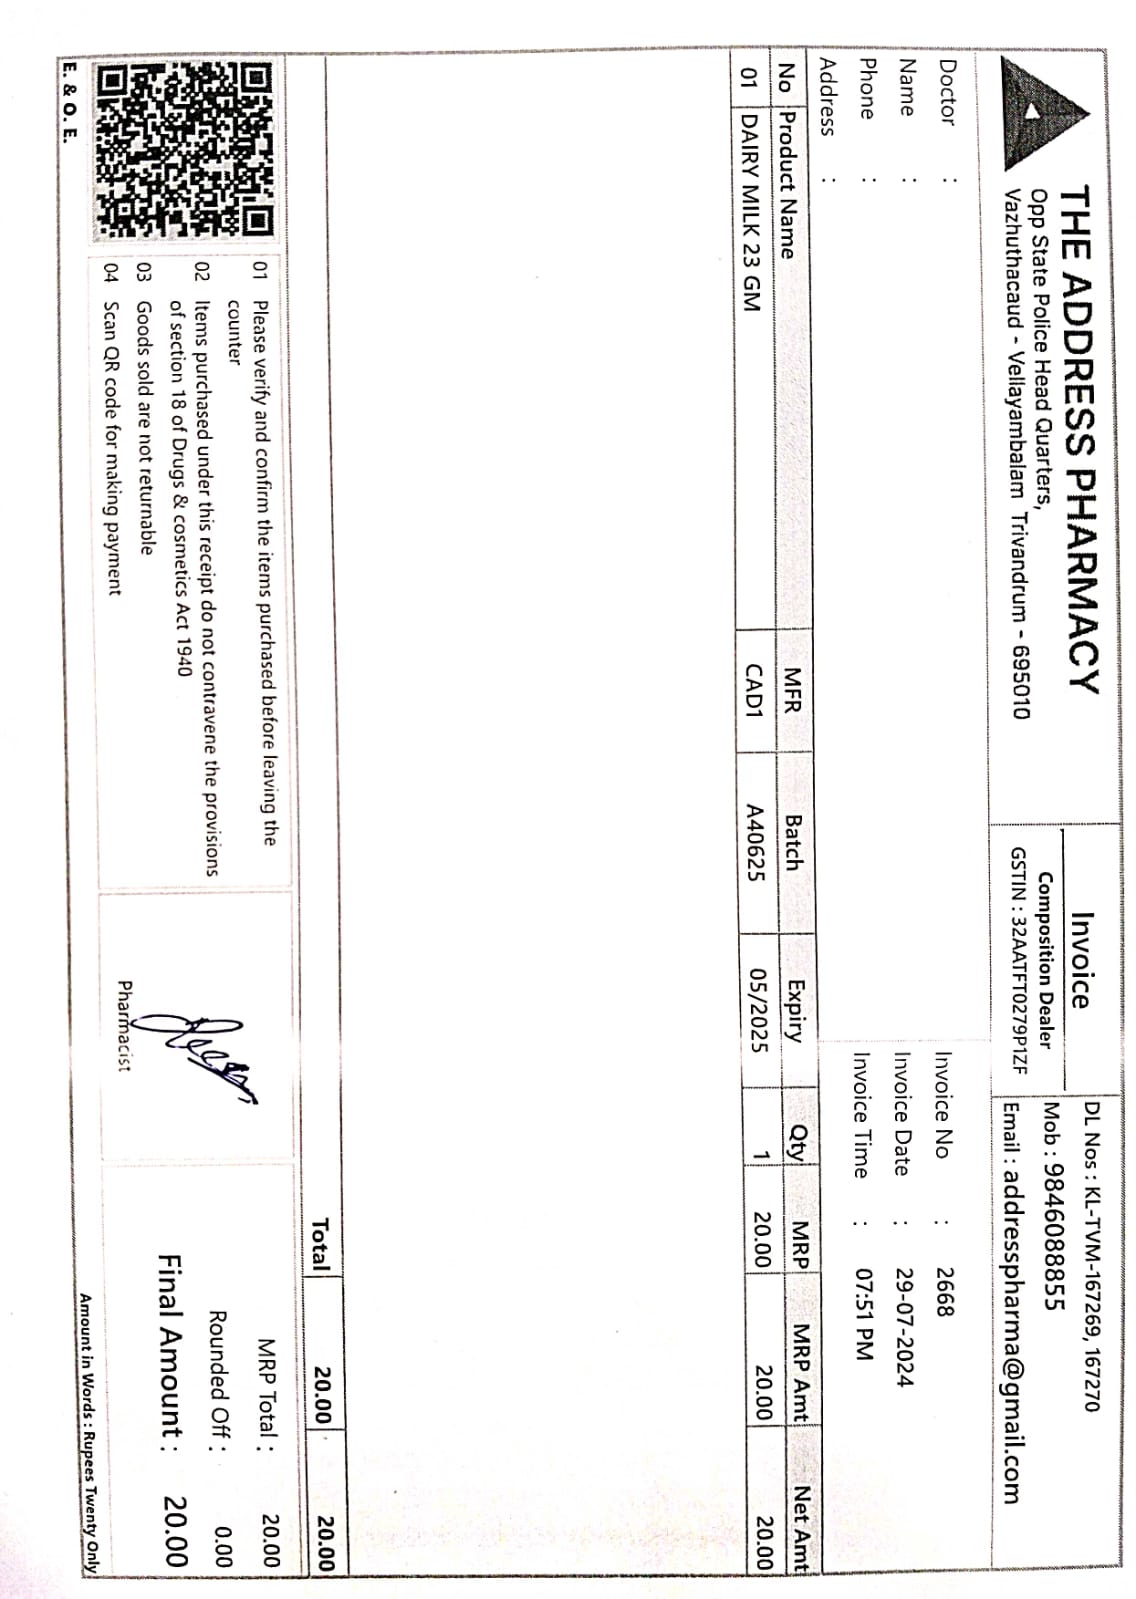 THE ADDRESS PHARMACY
Opp State Police Head Quarters,
Vazhuthacaud - Vellayambalam Trivandrum - 695010
Invoice
Composition Dealer
GSTIN : 32AATFT0279P1ZF
DL Nos : KL-TVM-167269, 167270
Mob : 9846088855
Email : addresspharma@gmail.com
Doctor :
Name :
Phone :
Address :
Invoice No : 2668
Invoice Date : 29-07-2024
Invoice Time : 07:51 PM
No Product Name MFR Batch Expiry Qty MRP MRP Amt Net Amt
01 DAIRY MILK 23 GM CAD1 A40625 05/2025 1 20.00 20.00 20.00
Total 20.00 20.00
01 Please verify and confirm the items purchased before leaving the
counter
02 Items purchased under this receipt do not contravene the provisions
of section 18 of Drugs & cosmetics Act 1940
03 Goods sold are not returnable
04 Scan QR code for making payment
Pharmacist
MRP Total : 20.00
Rounded Off : 0.00
Final Amount : 20.00
E. & O. E.
Amount in Words : Rupees Twenty Only